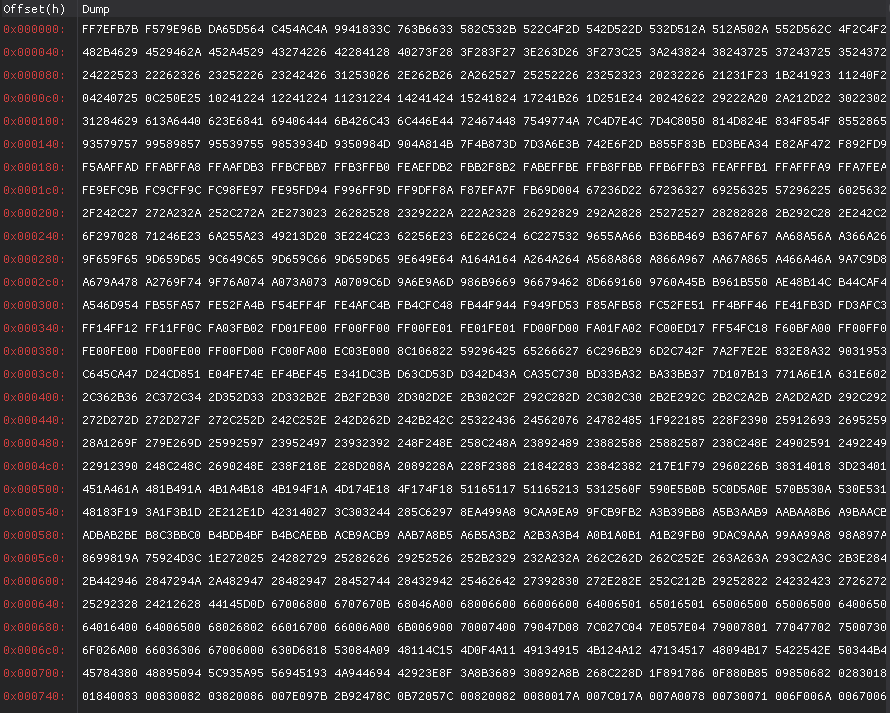 Offset(h) Dump
0x000000: FF7EFB7B F579E96B DA65D564 C454AC4A 9941833C 763B6633 582C532B 522C4F2D 542D522D 532D512A 512A502A 552D562C 4F2C4F2
0x000040: 482B4629 4529462A 452A4529 43274226 42284128 40273F28 3F283F27 3E263D26 3F273C25 3A243824 38243725 37243725 3524372
0x000080: 24222523 22262326 23252226 23242426 31253026 2E262B26 2A262527 25252226 23252323 20232226 21231F23 1B241923 11240F2
0x0000c0: 04240725 0C250E25 10241224 12241224 11231224 14241424 15241824 17241B26 1D251E24 20242622 29222A20 2A212D22 3022302
0x000100: 31284629 613A6440 623E6841 69406444 6B426C43 6C446E44 72467448 7549774A 7C4D7E4C 7D4C8050 814D824E 834F854F 8552865
0x000140: 93579757 99589857 95539755 9853934D 9350984D 904A814B 7F4B873D 7D3A6E3B 742E6F2D B855F83B ED3BEA34 E82AF472 F892FD9
0x000180: F5AAFFAD FFABFFA8 FFAAFDB3 FFBCFBB7 FFB3FFB0 FEAEFDB2 FBB2F8B2 FABEFFBE FFB8FFBB FFB6FFB3 FEAFFFB1 FFAFFFA9 FFA7FEA
0x0001c0: FE9EFC9B FC9CFF9C FC98FE97 FE95FD94 F996FF9D FF9DFF8A F87EFA7F FFB69D004 67236D22 67236327 69256325 57296225 6025632
0x000200: 2F242C27 272A232A 252C272A 2E273023 26282528 2329222A 222A2328 26292829 292A2828 25272527 28282828 2B292C28 2E242C2
0x000240: 6F297028 71246E23 6A255A23 49213D20 3E224C23 62256E23 6E226C24 6C227532 9655AA66 B36BB469 B367AF67 AA68A56A A366A26
0x000280: 9F659F65 9D659D65 9C649C65 9D659C66 9D659D65 9E649E64 A164A164 A264A264 A568A868 A866A967 AA67A865 A466A46A 9A7C9D8
0x0002c0: A679A478 A2769F74 9F76A074 A073A073 A0709C6D 9A6E9A6D 986B9669 96679462 8D669160 9760A45B B961B550 AE48B14C B44CAF4
0x000300: A546D954 FB55FA57 FE52FA4B F54EFF4F FE4AFC4B FB4CFC48 FB44F944 F949FD53 F85AFB58 FC52FE51 FF4BFF46 FE41FB3D FD3AFC3
0x000340: FF14FF12 FF11FF0C FA03FB02 FD01FE00 FF00FF00 FF00FE01 FE01FE01 FD00FD00 FA01FA02 FC00ED17 FF54FC18 F60BFA00 FF00FF0
0x000380: FE00FE00 FD00FE00 FF00FD00 FC00FA00 EC03E000 8C106822 59296425 65266627 6C296B29 6D2C742F 7A2F7E2E 832E8A32 9031953
0x0003c0: C645CA47 D24CD851 E04FE74E EF4BEF45 E341DC3B D63CD53D D342D43A CA35C730 BD33BA32 BA33BB37 7D107B13 771A6E1A 631E602
0x000400: 2C362B36 2C372C34 2D352D33 2D332B2E 2B2F2B30 2D302D2E 2B302C2F 292C282D 2C302C30 2B2E292C 2B2C2A2B 2A2D2A2D 292C292
0x000440: 272D272D 272D272F 272C252D 242C252E 242D262D 242B242C 25322436 24562076 24782485 1F922185 228F2390 25912693 2695259
0x000480: 28A1269F 279E269D 25992597 23952497 23932392 248F248E 258C248A 23892489 23882588 25882587 238C248E 24902591 2492249
0x0004c0: 22912390 248C248C 2690248E 238F218E 228D208A 2089228A 228F2388 21842283 23842382 217E1F79 2960226B 38314018 3D23401
0x000500: 451A461A 481B491A 4B1A4B18 4B194F1A 4D174E18 4F174F18 51165117 51165213 5312560F 590E5B0B 5C0D5A0E 570B530A 530E531
0x000540: 48183F19 3A1F3B1D 2E212E1D 42314027 3C303244 285C6297 8EA499A8 9CAA9EA9 9FCB9FB2 A3B39BB8 A5B3AAB9 AABAA8B6 A9BAACB
0x000580: ADBAB2BE B8C3BBC0 B4BDB4BF B4BCAEBB ACB9ACB9 AAB7A8B5 A6B5A3B2 A2B3A3B4 A0B1A0B1 A1B29FB0 9DAC9AAA 99AA99A8 98A897A
0x0005c0: 8699819A 75924D3C 1E272025 24282729 25282626 29252526 252B2329 232A232A 262C262D 262C252E 263A263A 293C2A3C 2B3E284
0x000600: 2B442946 2847294A 2A482947 28482947 28452744 28432942 25462642 27392830 272E282E 252C212B 29252822 24232423 2726272
0x000640: 25292328 24212628 44145D0D 67006800 6707670B 68046A00 68006600 66006600 64006501 65016501 65006500 65006500 6400650
0x000680: 64016400 64006500 68026802 66016700 66006A00 6B006900 70007400 79047D08 7C027C04 7E057E04 79007801 77047702 7500730
0x0006c0: 6F026A00 66036306 67006000 630D6818 53084A09 48114C15 4D0F4A11 49134915 4B124A12 47134517 48094B17 5422542E 50344B4
0x000700: 45784380 48895094 5C935A95 56945193 4A944694 42923E8F 3A8B3689 30892A8B 268C228D 1F891786 0F880B85 09850682 0283018
0x000740: 01840083 00830082 03820086 007E097B 2B92478C 0B72057C 00820082 0080017A 007C017A 007A0078 00730071 006F006A 0067006